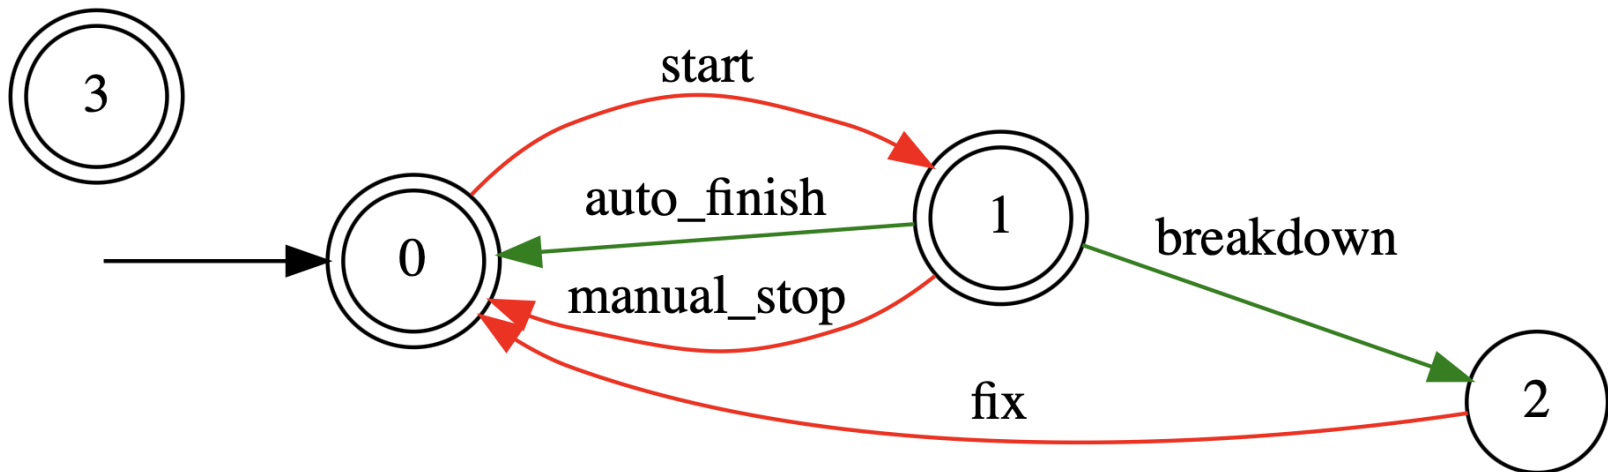 3
start
auto_finish
1
0
manual_stop
breakdown
fix
2